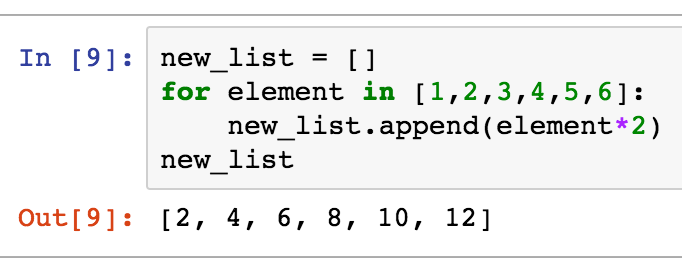 In [9]: new_list = []
for element in [1,2,3,4,5,6]:
    new_list.append(element*2)
new_list
Out[9]: [2, 4, 6, 8, 10, 12]